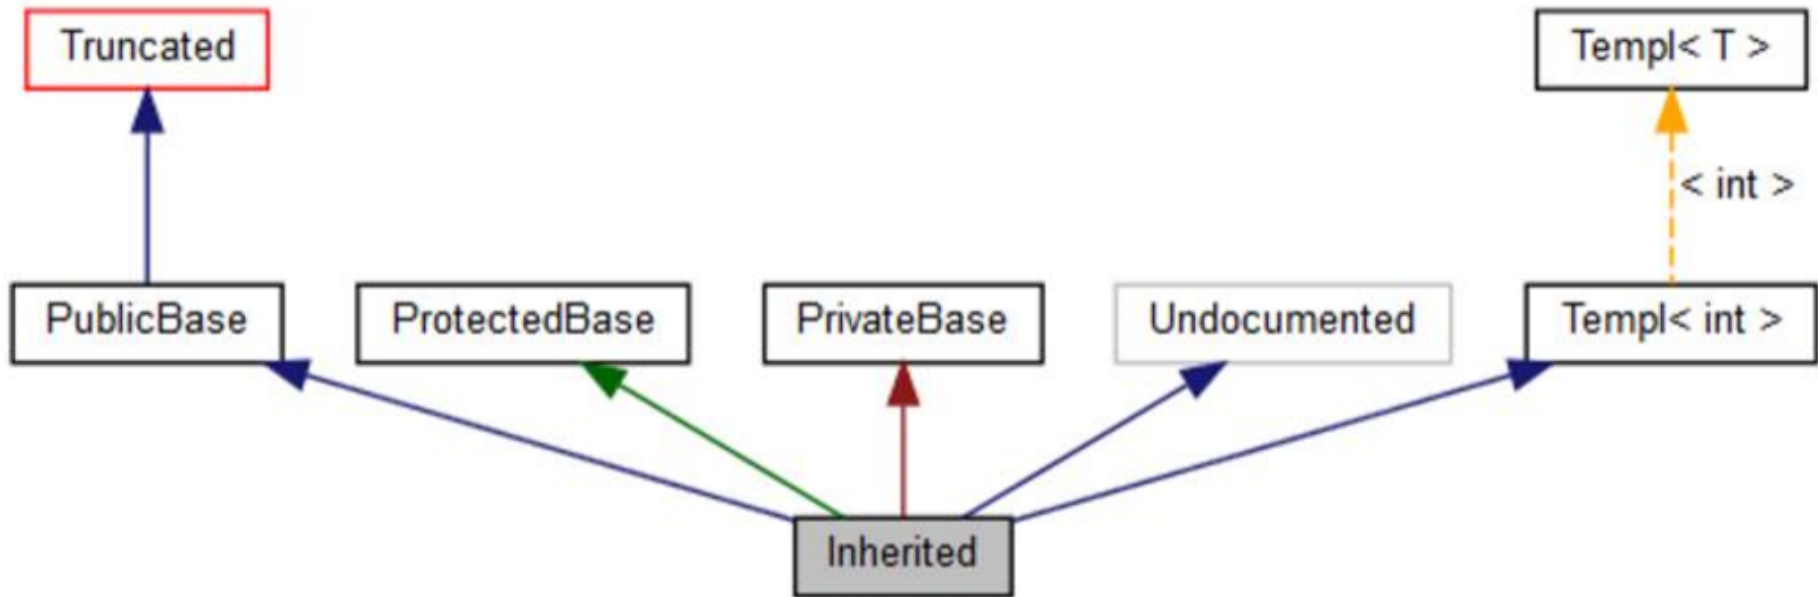 Truncated
Templ< T >
< int >
PublicBase
ProtectedBase
PrivateBase
Undocumented
Templ< int >
Inherited